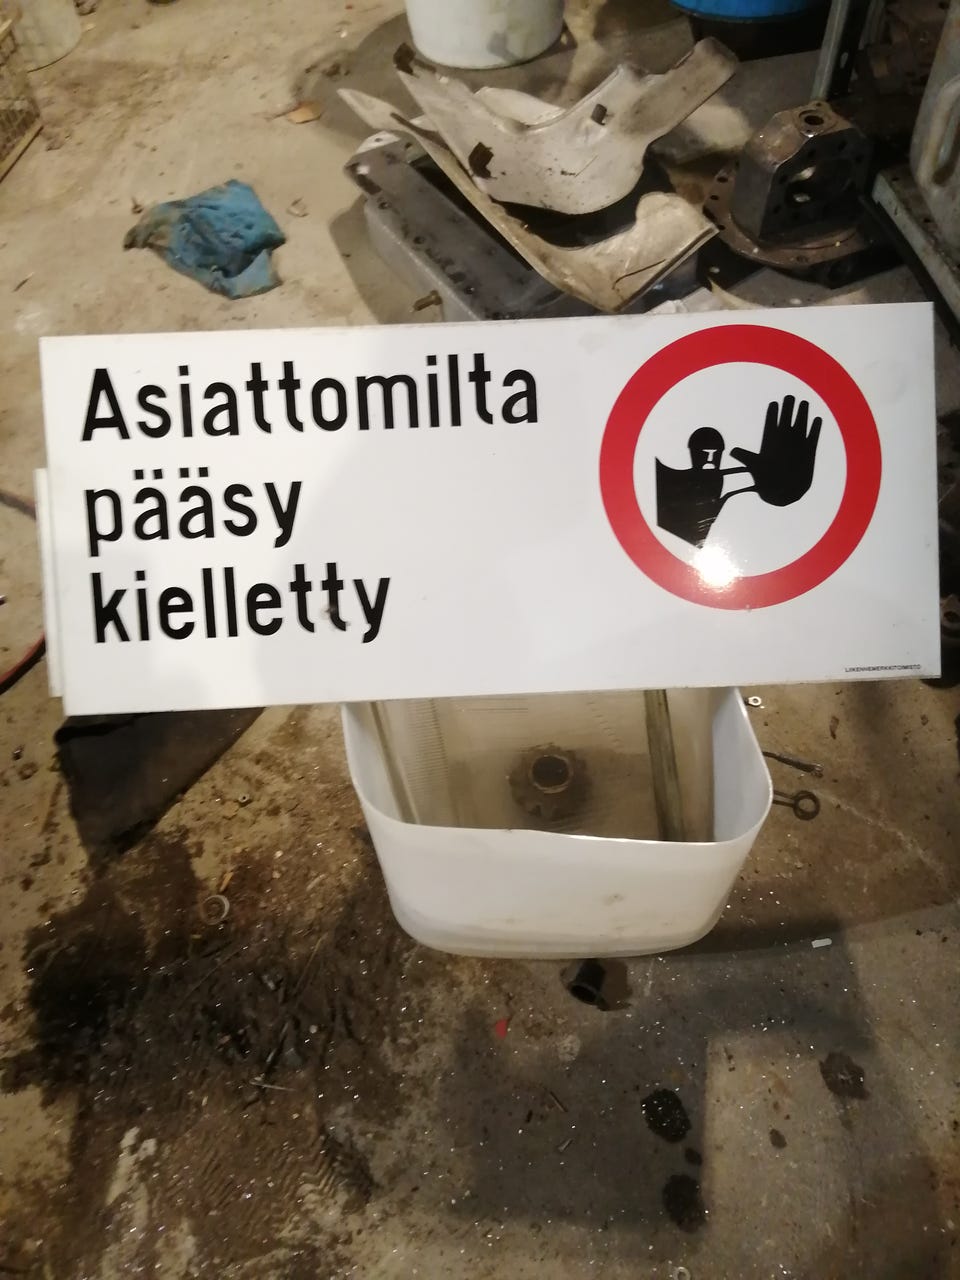 Asiattomilta
pääsy
kielletty
LIIKENNEMERKKITOIMISTO